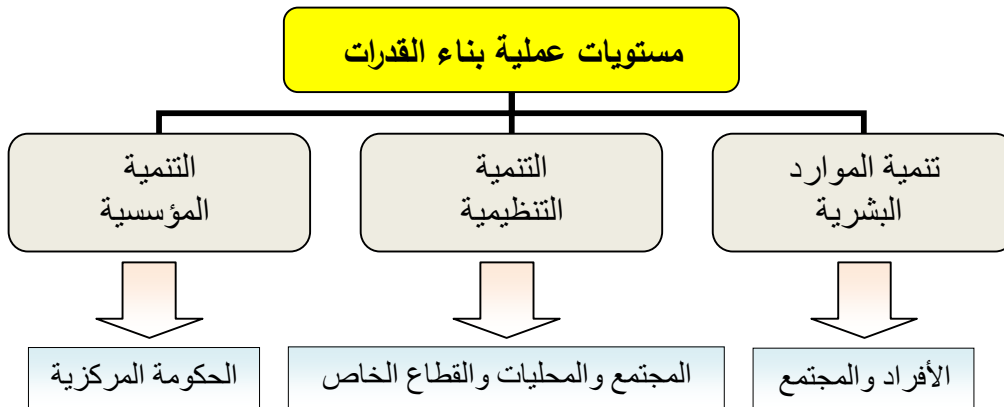 مستويات عملية بناء القدرات
تنمية الموارد
البشرية
التنمية
التنظيمية
التنمية
المؤسسية
الأفراد والمجتمع
المجتمع والمحليات والقطاع الخاص
الحكومة المركزية